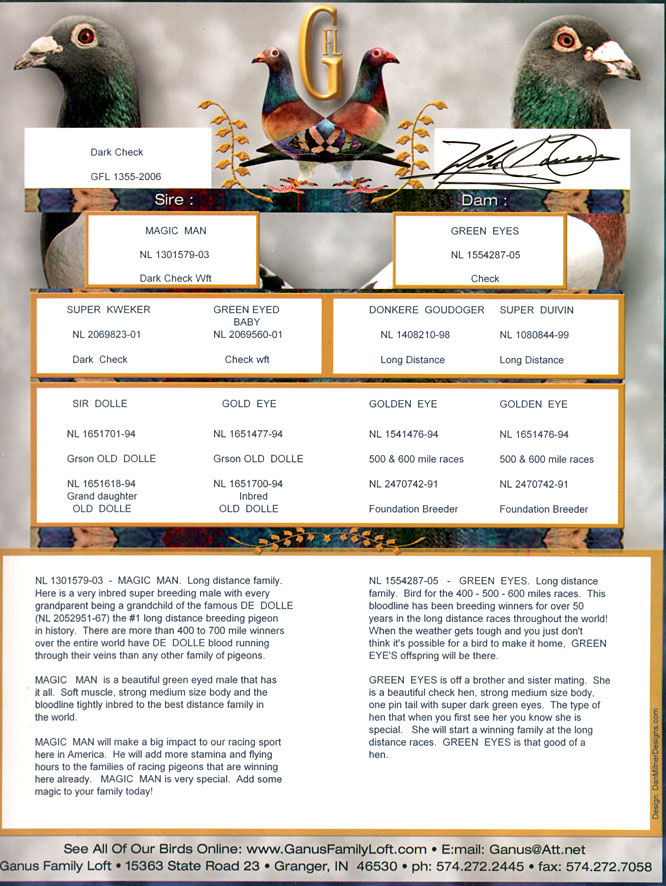 GFL
Dark Check
GFL 1355-2006
Sire :
Dam :
MAGIC MAN
NL 1301579-03
Dark Check Wft
GREEN EYES
NL 1554287-05
Check
SUPER KWEKER
NL 2069823-01
Dark Check
GREEN EYED
BABY
NL 2069560-01
Check wft
DONKERE GOUDOGER
NL 1408210-98
Long Distance
SUPER DUIVIN
NL 1080844-99
Long Distance
SIR DOLLE
NL 1651701-94
Grson OLD DOLLE
NL 1651618-94
Grand daughter
OLD DOLLE
GOLD EYE
NL 1651477-94
Grson OLD DOLLE
NL 1651700-94
Inbred
OLD DOLLE
GOLDEN EYE
NL 1541476-94
500 & 600 mile races
NL 2470742-91
Foundation Breeder
GOLDEN EYE
NL 1651476-94
500 & 600 mile races
NL 2470742-91
Foundation Breeder
NL 1301579-03 - MAGIC MAN. Long distance family.
Here is a very inbred super breeding male with every
grandparent being a grandchild of the famous DE DOLLE
(NL 2052951-67) the #1 long distance breeding pigeon
in history. There are more than 400 to 700 mile winners
over the entire world have DE DOLLE blood running
through their veins than any other family of pigeons.
MAGIC MAN is a beautiful green eyed male that has
it all. Soft muscle, strong medium size body and the
bloodline tightly inbred to the best distance family in
the world.
MAGIC MAN will make a big impact to our racing sport
here in America. He will add more stamina and flying
hours to the families of racing pigeons that are winning
here already. MAGIC MAN is very special. Add some
magic to your family today!
NL 1554287-05 - GREEN EYES. Long distance
family. Bird for the 400 - 500 - 600 miles races. This
bloodline has been breeding winners for over 50
years in the long distance races throughout the world!
When the weather gets tough and you just don't
think it's possible for a bird to make it home, GREEN
EYE'S offspring will be there.
GREEN EYES is off a brother and sister mating. She
is a beautiful check hen, strong medium size body,
one pin tail with super dark green eyes. The type of
hen that when you first see her you know she is
special. She will start a winning family at the long
distance races. GREEN EYES is that good of a
hen.
Design: DanMilnerDesigns.com
See All Of Our Birds Online: www.GanusFamilyLoft.com • E:mail: Ganus@Att.net
Ganus Family Loft • 15363 State Road 23 • Granger, IN 46530 • ph: 574.272.2445 • fax: 574.272.7058